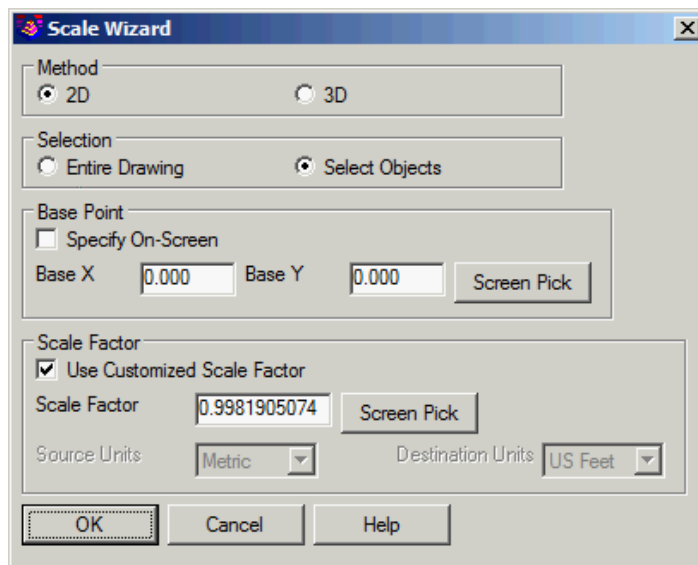 Scale Wizard
Method
2D 3D
Selection
Entire Drawing Select Objects
Base Point
Specify On-Screen
Base X 0.000 Base Y 0.000 Screen Pick
Scale Factor
Use Customized Scale Factor
Scale Factor 0.9981905074 Screen Pick
Source Units Metric Destination Units US Feet
OK Cancel Help